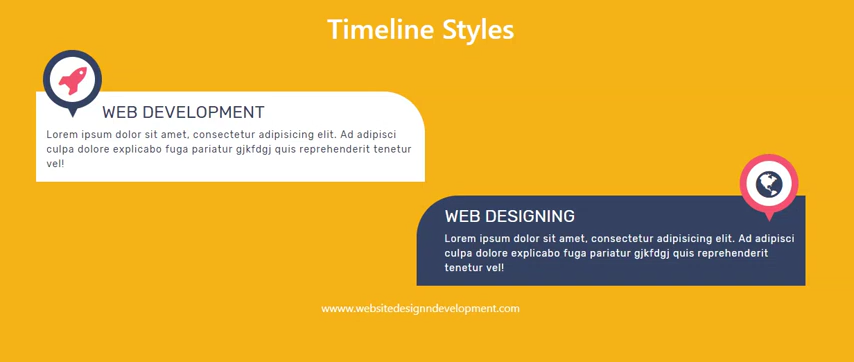 Timeline Styles
WEB DEVELOPMENT
Lorem ipsum dolor sit amet, consectetur adipisicing elit. Ad adipisci
culpa dolore explicabo fuga pariatur gjkfdgj quis reprehenderit tenetur
vel!
WEB DESIGNING
Lorem ipsum dolor sit amet, consectetur adipisicing elit. Ad adipisci
culpa dolore explicabo fuga pariatur gjkfdgj quis reprehenderit
tenetur vel!
wwww.websitedesignndevelopment.com